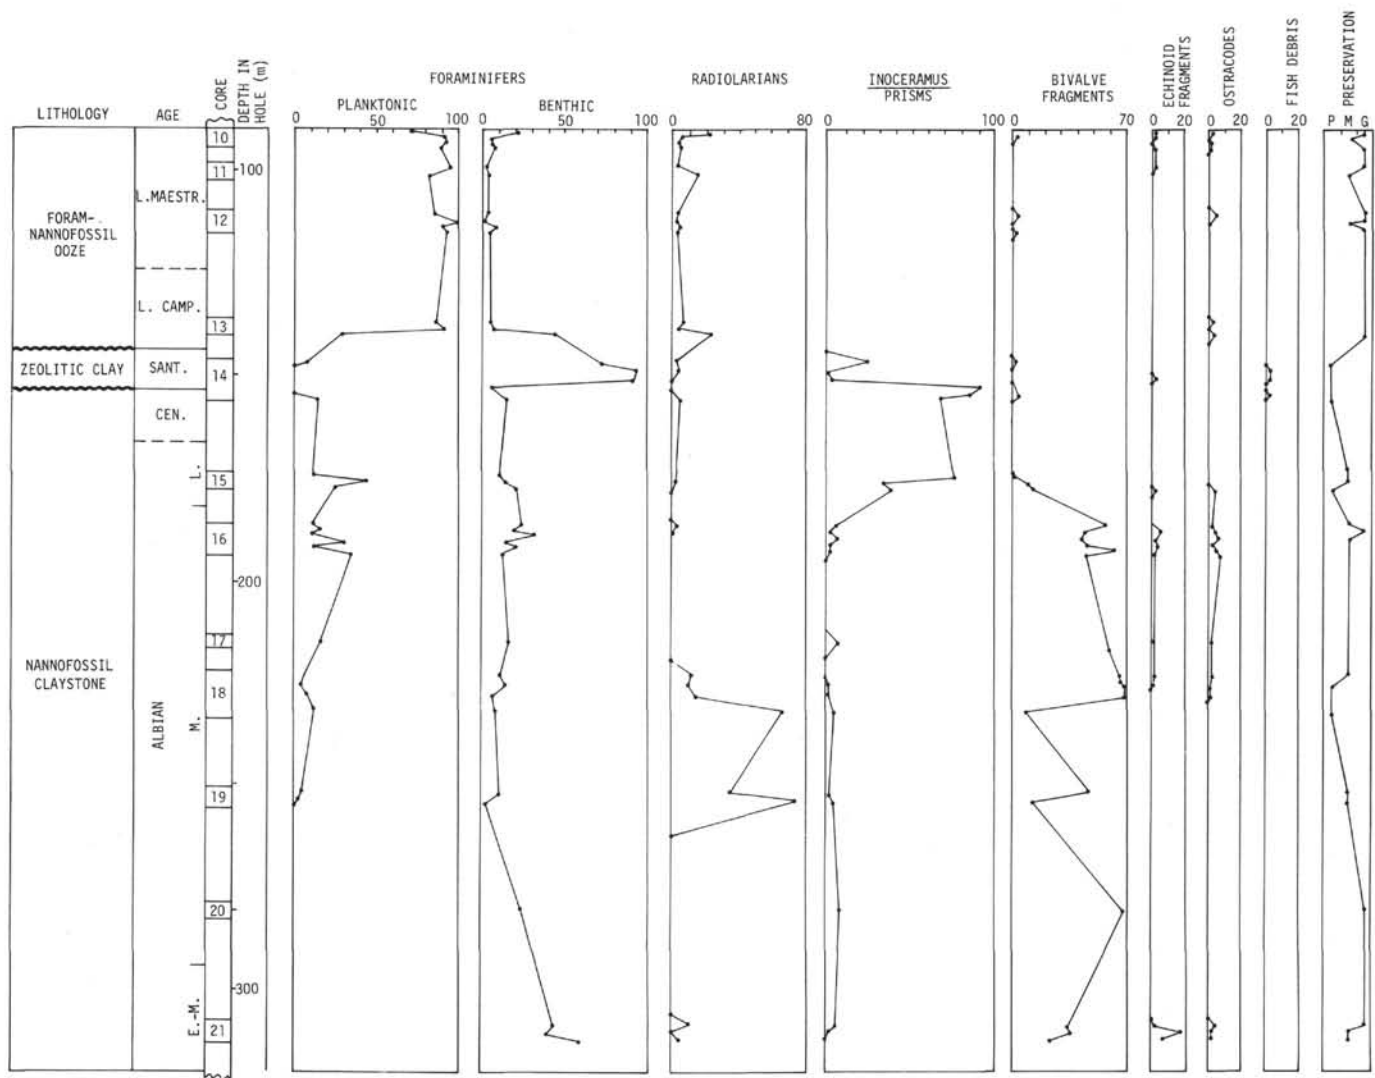 LITHOLOGY
AGE
CORE
DEPTH IN
HOLE (m)
FORAMINIFERS
PLANKTONIC
0 50 100
BENTHIC
0 50 100
RADIOLARIANS
0 80
INOCERAMUS
PRISMS
0 100
BIVALVE
FRAGMENTS
0 70
ECHINOID
FRAGMENTS
0 20
OSTRACODES
0 20
FISH DEBRIS
0 20
PRESERVATION
P M G
FORAM-
NANNOFOSSIL
OOZE
ZEOLITIC CLAY
NANNOFOSSIL
CLAYSTONE
L.MAESTR.
L. CAMP.
SANT.
CEN.
L.
ALBIAN
M.
E.-M.
10
11
12
13
14
15
16
17
18
19
20
21
100
200
300